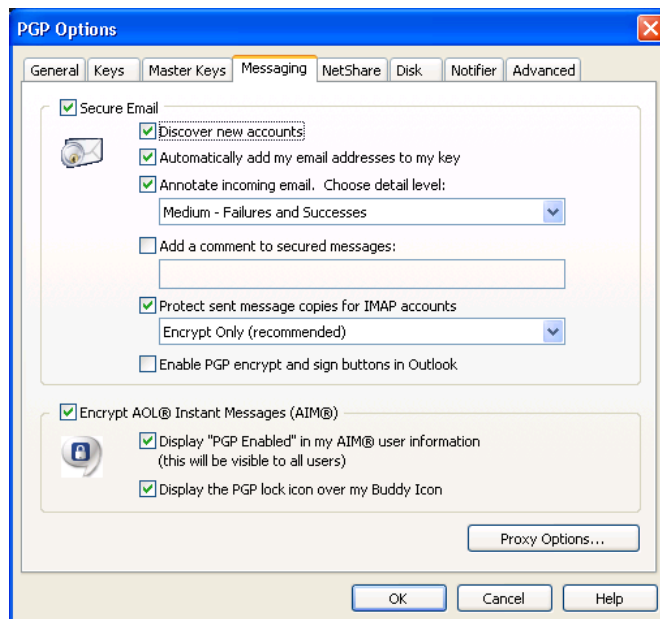 PGP Options
General Keys Master Keys Messaging NetShare Disk Notifier Advanced
Secure Email
Discover new accounts
Automatically add my email addresses to my key
Annotate incoming email. Choose detail level:
Medium - Failures and Successes
Add a comment to secured messages:
Protect sent message copies for IMAP accounts
Encrypt Only (recommended)
Enable PGP encrypt and sign buttons in Outlook
Encrypt AOL® Instant Messages (AIM®)
Display "PGP Enabled" in my AIM® user information
(this will be visible to all users)
Display the PGP lock icon over my Buddy Icon
Proxy Options...
OK Cancel Help